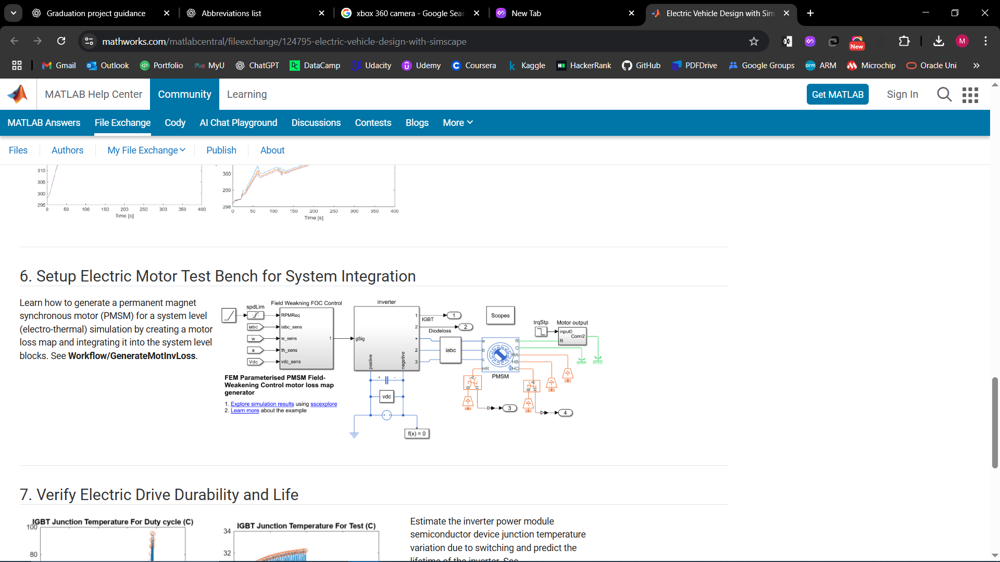 Graduation project guidance
Abbreviations list
xbox 360 camera - Google Sear
New Tab
Electric Vehicle Design with Sim
mathworks.com/matlabcentral/fileexchange/124795-electric-vehicle-design-with-simscape
New
M
Gmail
Outlook
Portfolio
MyU
ChatGPT
DataCamp
Udacity
Udemy
Coursera
Kaggle
HackerRank
GitHub
PDFDrive
Google Groups
ARM
Microchip
Oracle Uni
»
MATLAB Help Center
Community
Learning
Get MATLAB
Sign In
MATLAB Answers
File Exchange
Cody
AI Chat Playground
Discussions
Contests
Blogs
More
Files
Authors
My File Exchange
Publish
About
310
305
300
295
0 50 100 150 200 250 300 350 400
Time [s]
300
299
298
0 50 100 150 200 250 300 350 400
Time [s]
6. Setup Electric Motor Test Bench for System Integration
Learn how to generate a permanent magnet
synchronous motor (PMSM) for a system level
(electro-thermal) simulation by creating a motor
loss map and integrating it into the system level
blocks. See Workflow/GenerateMotInvLoss.
spdLim
Field Weakning FOC Control
RPMReq
iabc
iabc_sens
w
w_sens
1
a
th_sens
Vdc
vdc_sens
inverter
gSig
1
2
+
2
3
postive
negetive
IGBT
1
Diodeloss
2
iabc
Scopes
a
b
c
R
C
HA
HB
HC
HR
PMSM
trqStp
Motor output
input0
Conn2
R
B
A
H
B
A
H
3
4
+ -
vdc
f(x) = 0
FEM Parameterised PMSM Field-
Weakening Control motor loss map
generator
1. Explore simulation results using sscexplore
2. Learn more about the example
7. Verify Electric Drive Durability and Life
IGBT Junction Temperature For Duty cycle (C)
100
80
IGBT Junction Temperature For Test (C)
34
32
Estimate the inverter power module
semiconductor device junction temperature
variation due to switching and predict the
lifetime of the inverter. See